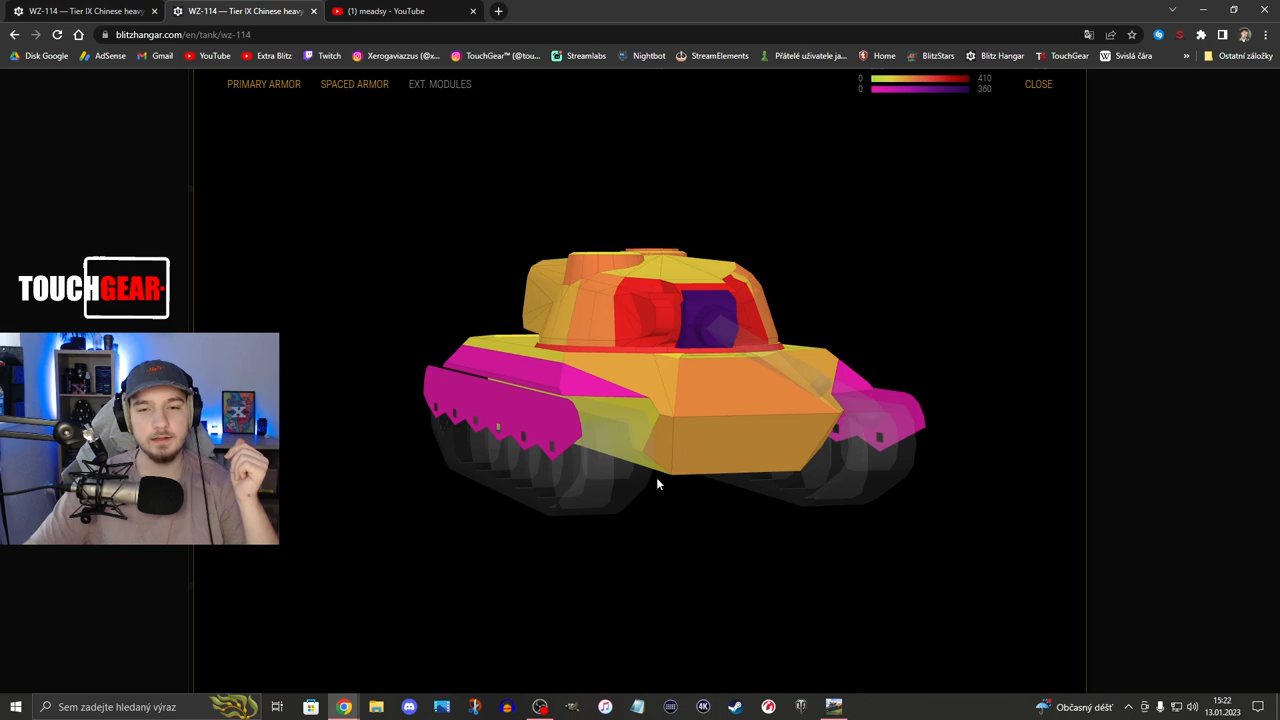 WZ-114 — Tier IX Chinese heavy
WZ-114 — Tier IX Chinese heavy
(1) meadsy - YouTube
blitzhangar.com/en/tank/wz-114
Disk Google
AdSense
Gmail
YouTube
Extra Blitz
Twitch
Xerogaviazzus (@x...
TouchGear™ (@tou...
Streamlabs
Nightbot
StreamElements
Přátelé uživatele ja...
Home
BlitzStars
Blitz Hangar
TouchGear
Svislá čára
»
Ostatní záložky
PRIMARY ARMOR
SPACED ARMOR
EXT. MODULES
0 410
0 360
CLOSE
TOUCHGEAR
Sem zadejte hledaný výraz
Občasný déšť
15:22
13.01.2023